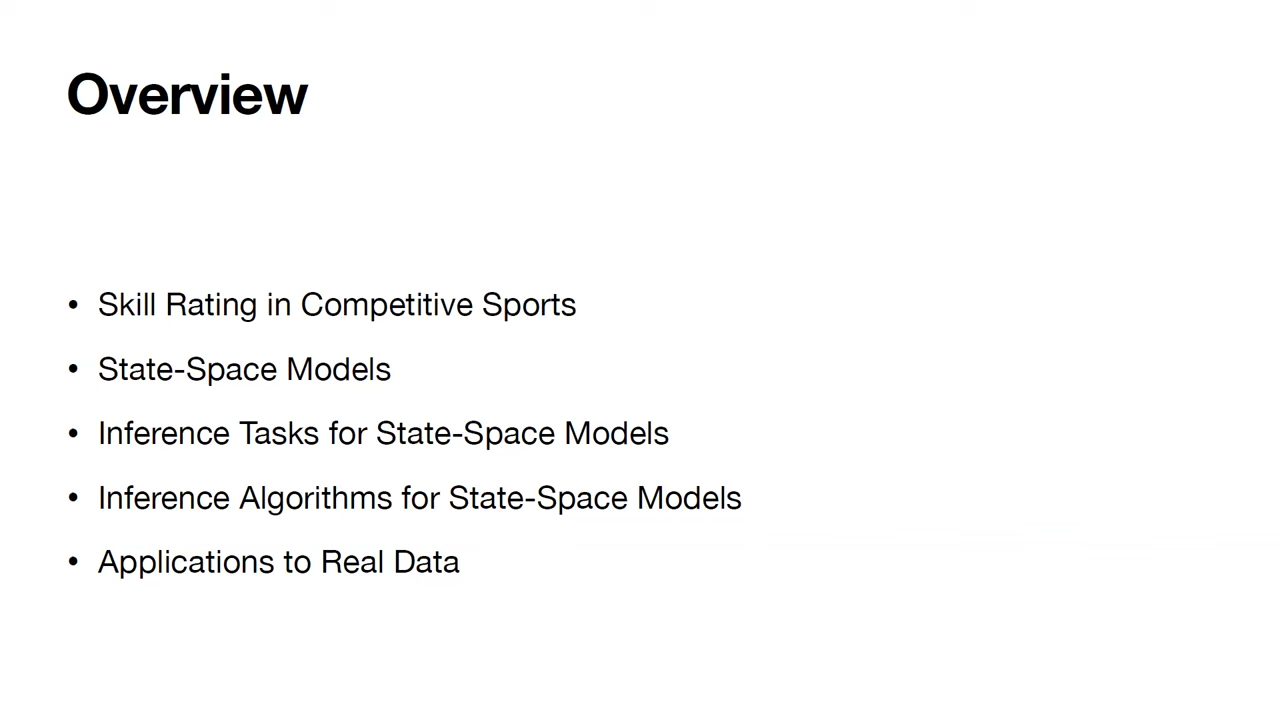 Overview
• Skill Rating in Competitive Sports
• State-Space Models
• Inference Tasks for State-Space Models
• Inference Algorithms for State-Space Models
• Applications to Real Data